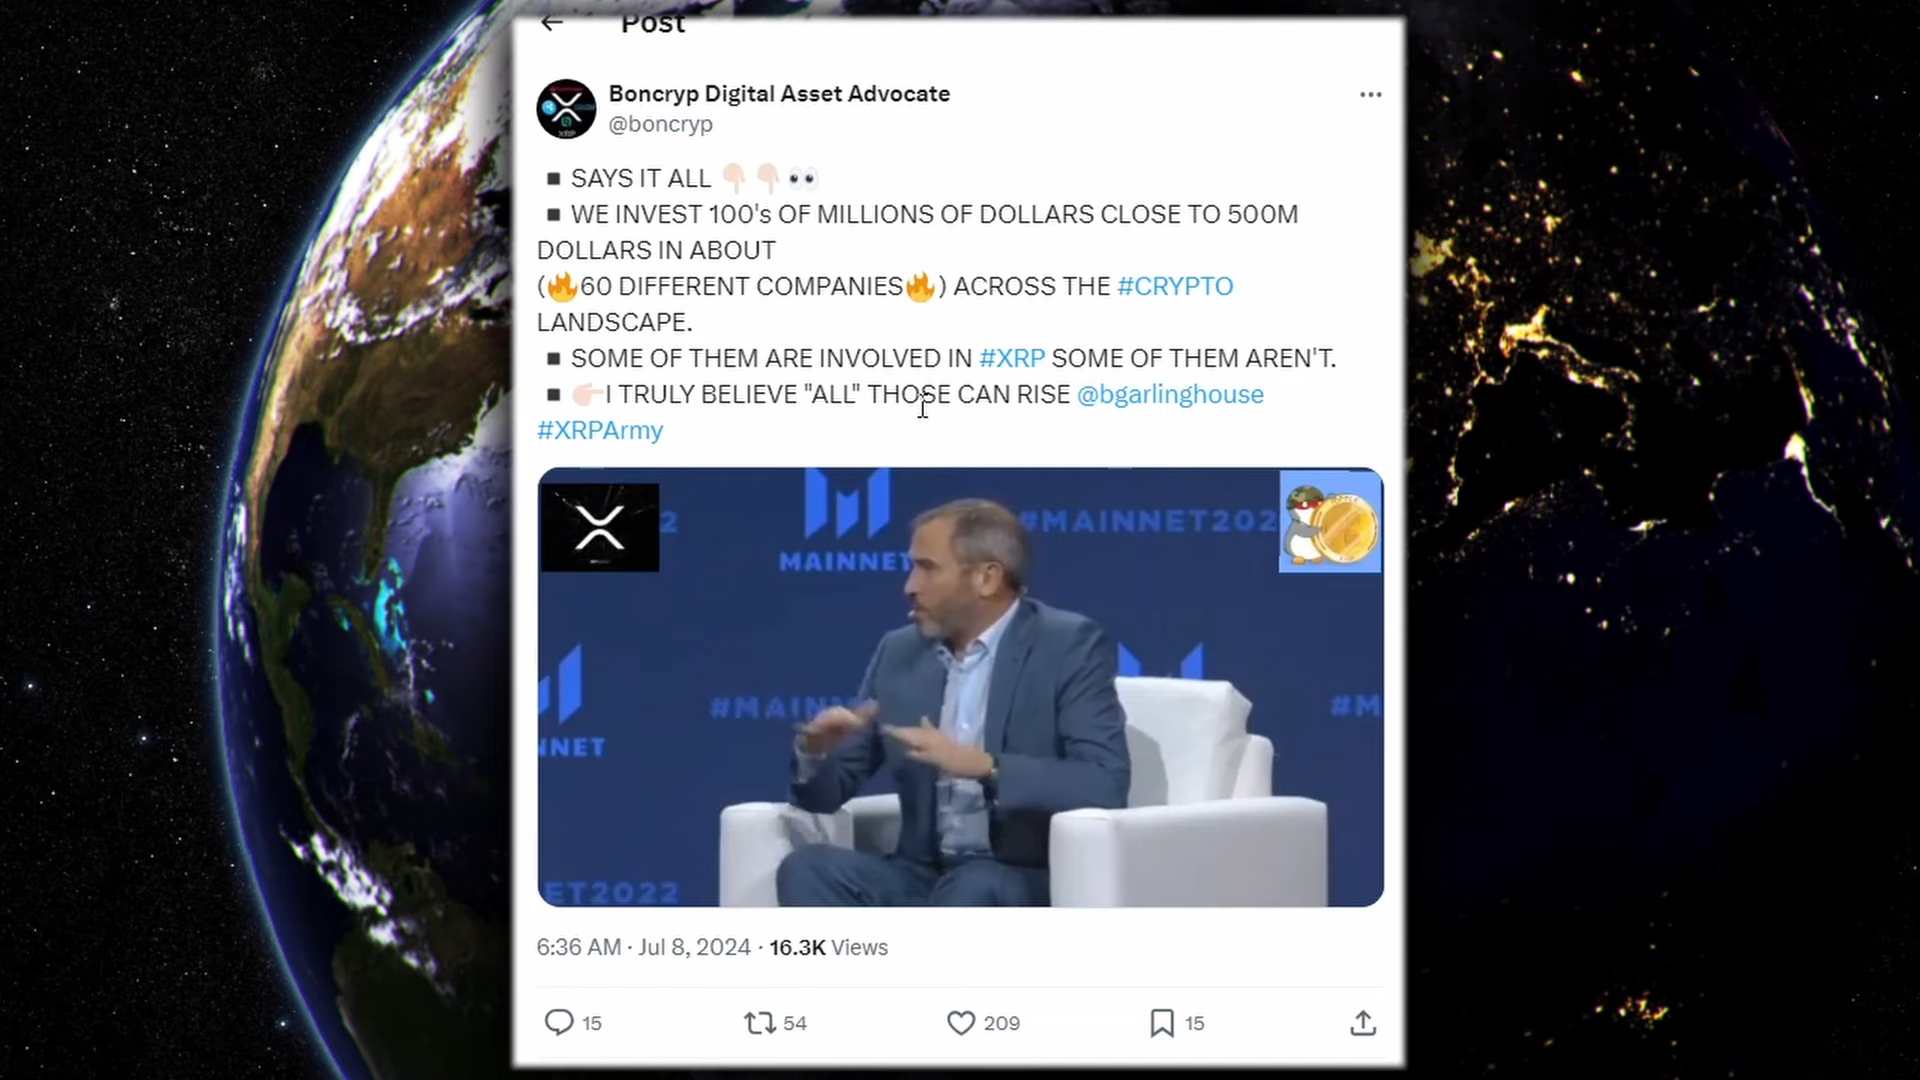 Post
Boncryp Digital Asset Advocate
@boncryp
▪️SAYS IT ALL 👇🏻👇🏻👀
▪️WE INVEST 100's OF MILLIONS OF DOLLARS CLOSE TO 500M
DOLLARS IN ABOUT
(🔥60 DIFFERENT COMPANIES🔥) ACROSS THE #CRYPTO
LANDSCAPE.
▪️SOME OF THEM ARE INVOLVED IN #XRP SOME OF THEM AREN'T.
▪️👉🏻I TRULY BELIEVE "ALL" THOSE CAN RISE @bgarlinghouse
#XRPArmy
2
#MAINNET202
MAINNET
#MAIN
#M
NNET
ET2022
6:36 AM · Jul 8, 2024 · 16.3K Views
15
54
209
15